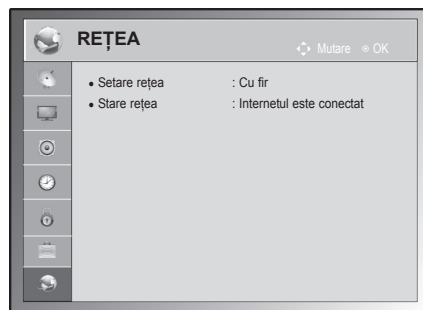 REȚEA
Mutare OK
• Setare rețea : Cu fir
• Stare rețea : Internetul este conectat